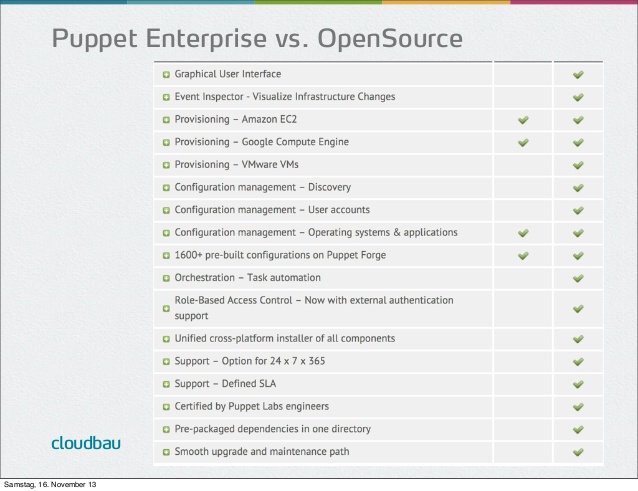 Puppet Enterprise vs. OpenSource
Graphical User Interface
Event Inspector - Visualize Infrastructure Changes
Provisioning – Amazon EC2
Provisioning – Google Compute Engine
Provisioning – VMware VMs
Configuration management – Discovery
Configuration management – User accounts
Configuration management – Operating systems & applications
1600+ pre-built configurations on Puppet Forge
Orchestration – Task automation
Role-Based Access Control – Now with external authentication
support
Unified cross-platform installer of all components
Support – Option for 24 x 7 x 365
Support – Defined SLA
Certified by Puppet Labs engineers
Pre-packaged dependencies in one directory
Smooth upgrade and maintenance path
cloudbau
Samstag, 16. November 13